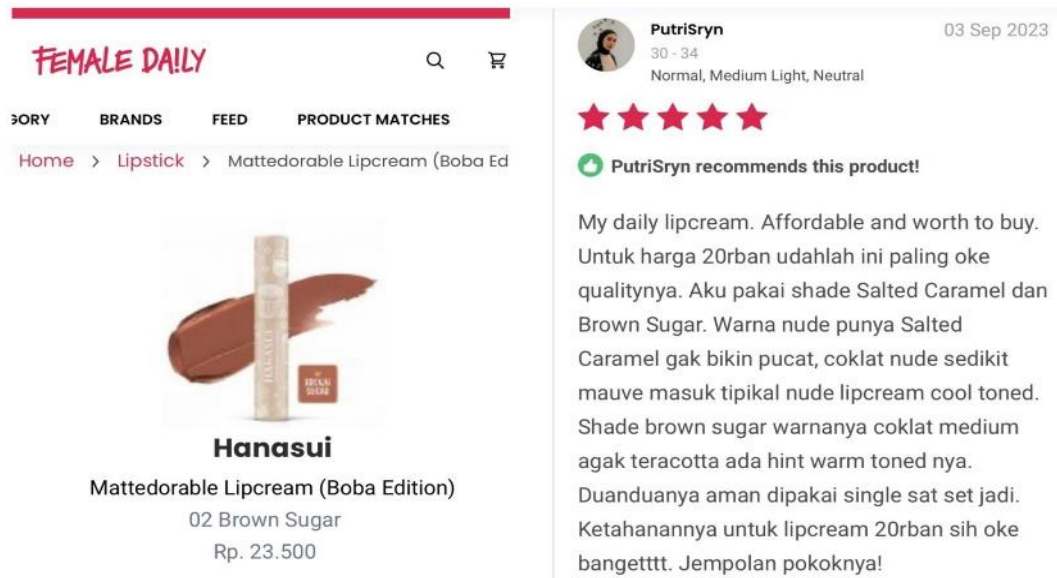 FEMALE DA!LY
GORY BRANDS FEED PRODUCT MATCHES
Home > Lipstick > Mattedorable Lipcream (Boba Ed
HANASUI
BROWN
SUGAR
Hanasui
Mattedorable Lipcream (Boba Edition)
02 Brown Sugar
Rp. 23.500
PutriSryn
03 Sep 2023
30 - 34
Normal, Medium Light, Neutral
PutriSryn recommends this product!
My daily lipcream. Affordable and worth to buy.
Untuk harga 20rban udahlah ini paling oke
qualitynya. Aku pakai shade Salted Caramel dan
Brown Sugar. Warna nude punya Salted
Caramel gak bikin pucat, coklat nude sedikit
mauve masuk tipikal nude lipcream cool toned.
Shade brown sugar warnanya coklat medium
agak teracotta ada hint warm toned nya.
Duanduanya aman dipakai single sat set jadi.
Ketahanannya untuk lipcream 20rban sih oke
bangetttt. Jempolan pokoknya!